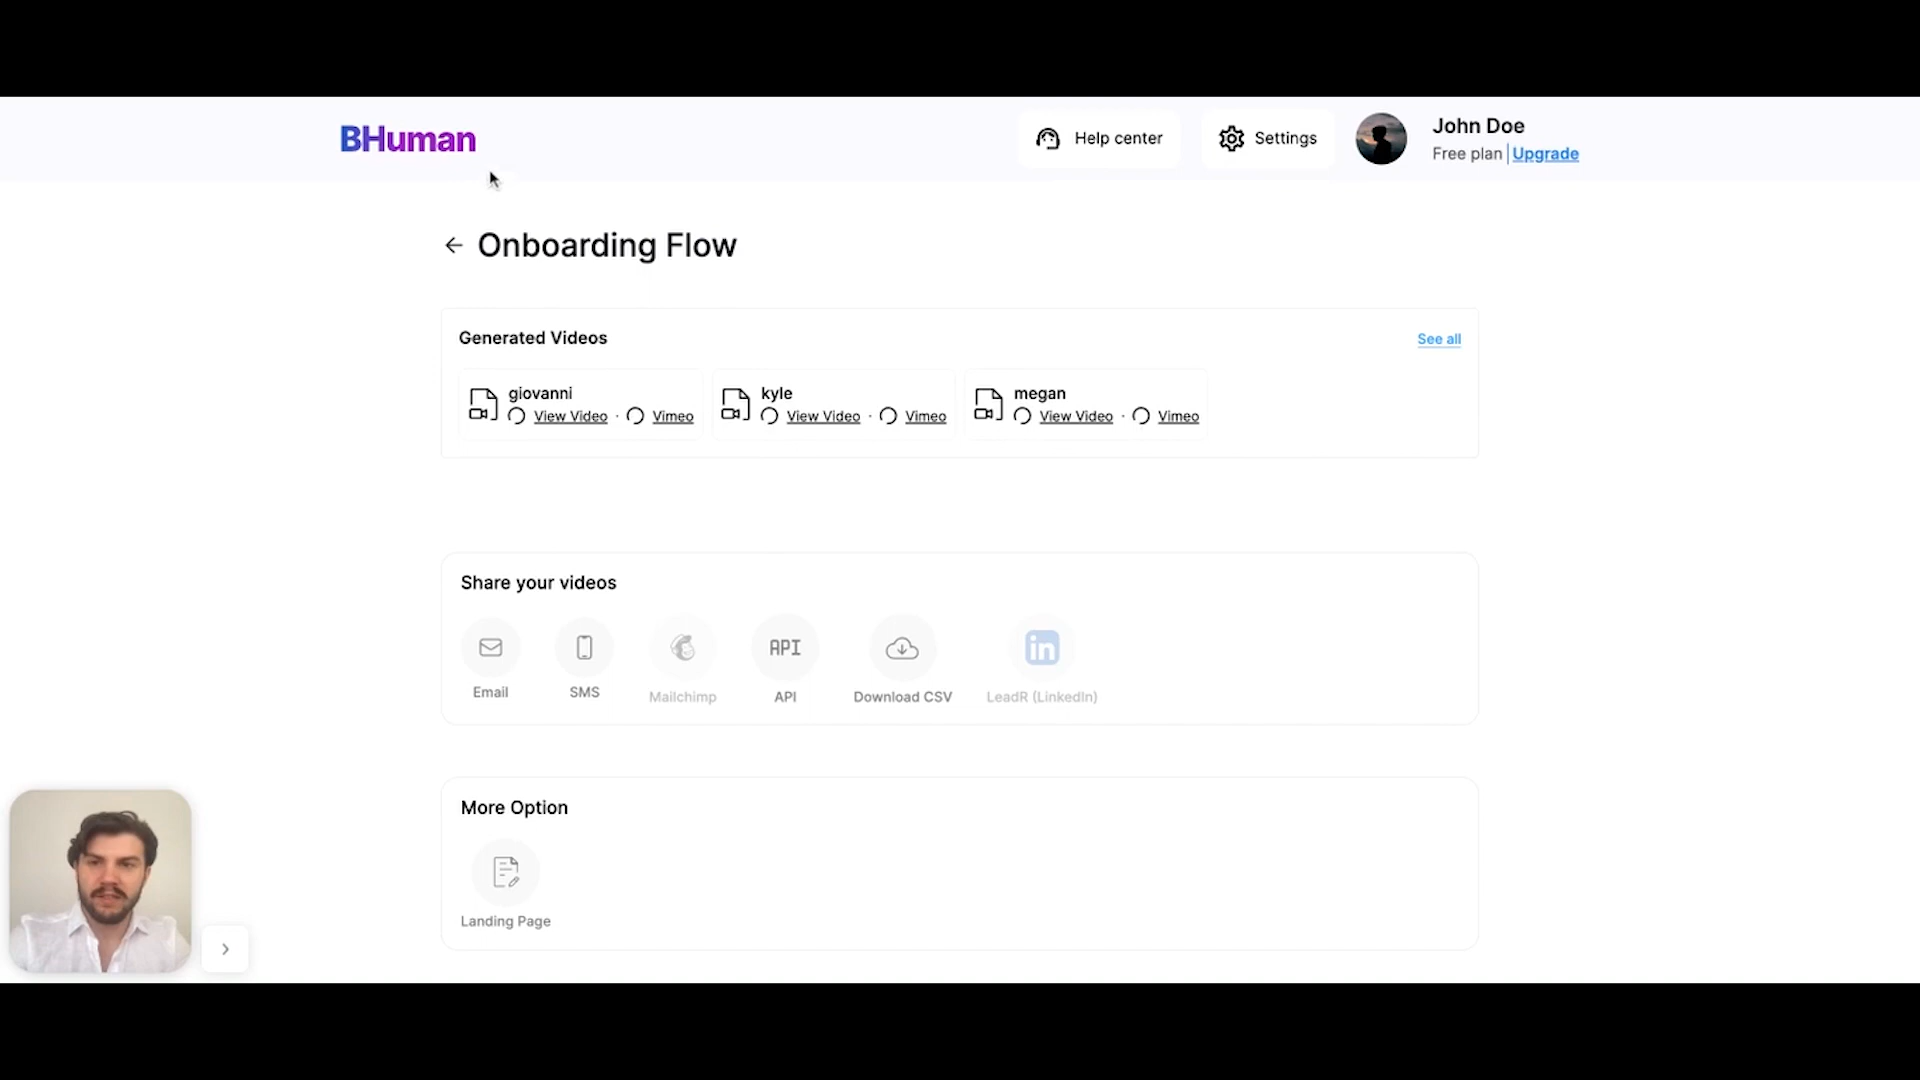 BHuman
Help center
Settings
John Doe
Free plan | Upgrade
Onboarding Flow
Generated Videos
See all
giovanni
View Video · Vimeo
kyle
View Video · Vimeo
megan
View Video · Vimeo
Share your videos
API
in
Email
SMS
Mailchimp
API
Download CSV
LeadR (LinkedIn)
More Option
Landing Page